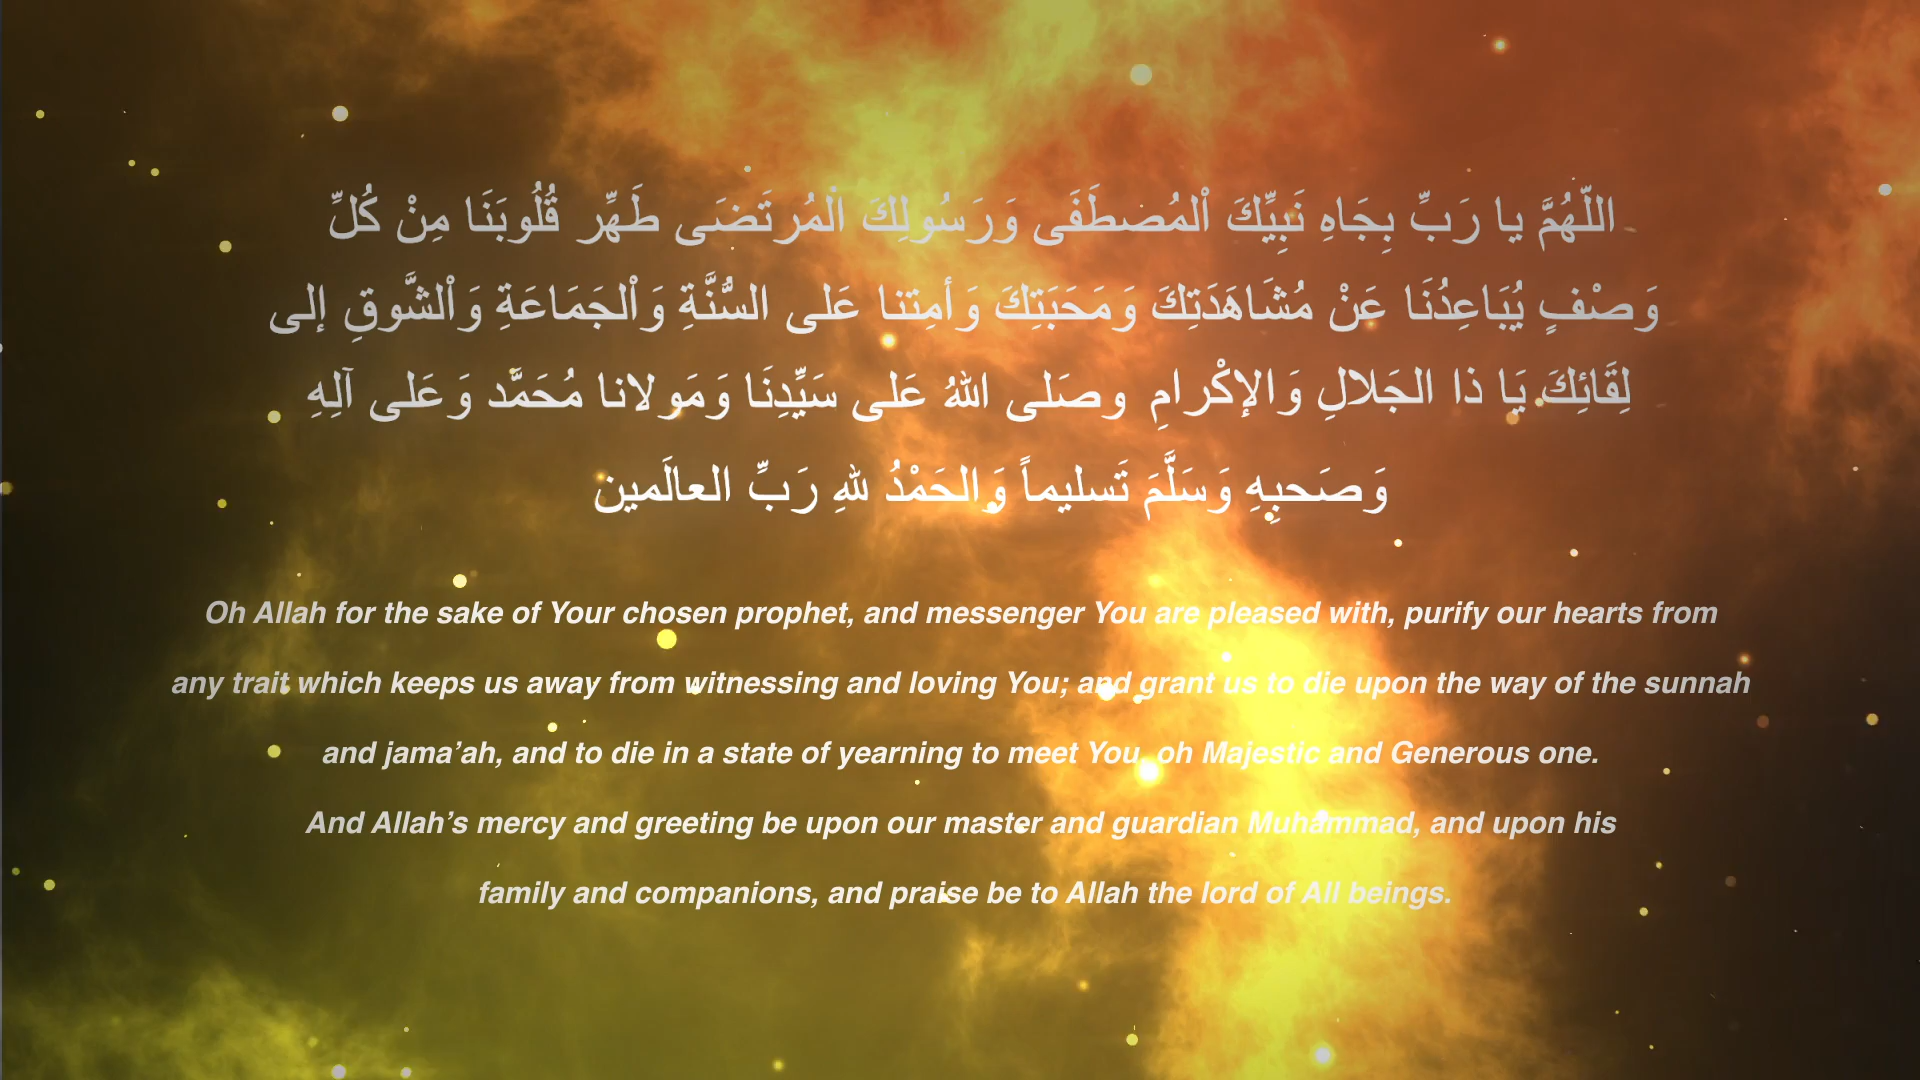 اللّهُمَّ يا رَبِّ بِجَاهِ نَبِيِّكَ اْلمُصطَفَى وَرَسُولِكَ اْلمُرتَضَى طَهِّر قُلُوبَنَا مِنْ كُلِّ
وَصْفٍ يُبَاعِدُنَا عَنْ مُشَاهَدَتِكَ وَمَحَبَتِكَ وَأمِتنا عَلى السُّنَّةِ وَاْلجَمَاعَةِ وَاْلشَّوقِ إلى
لِقَائِكَ يَا ذا الجَلالِ وَالإكْرامِ وصَلى اللهُ عَلى سَيِّدِنَا وَمَولانا مُحَمَّد وَعَلى آلِهِ
وَصَحبِهِ وَسَلَّمَ تَسليماً وَالحَمْدُ للهِ رَبِّ العالَمين
Oh Allah for the sake of Your chosen prophet, and messenger You are pleased with, purify our hearts from
any trait which keeps us away from witnessing and loving You; and grant us to die upon the way of the sunnah
and jama’ah, and to die in a state of yearning to meet You, oh Majestic and Generous one.
And Allah’s mercy and greeting be upon our master and guardian Muhammad, and upon his
family and companions, and praise be to Allah the lord of All beings.